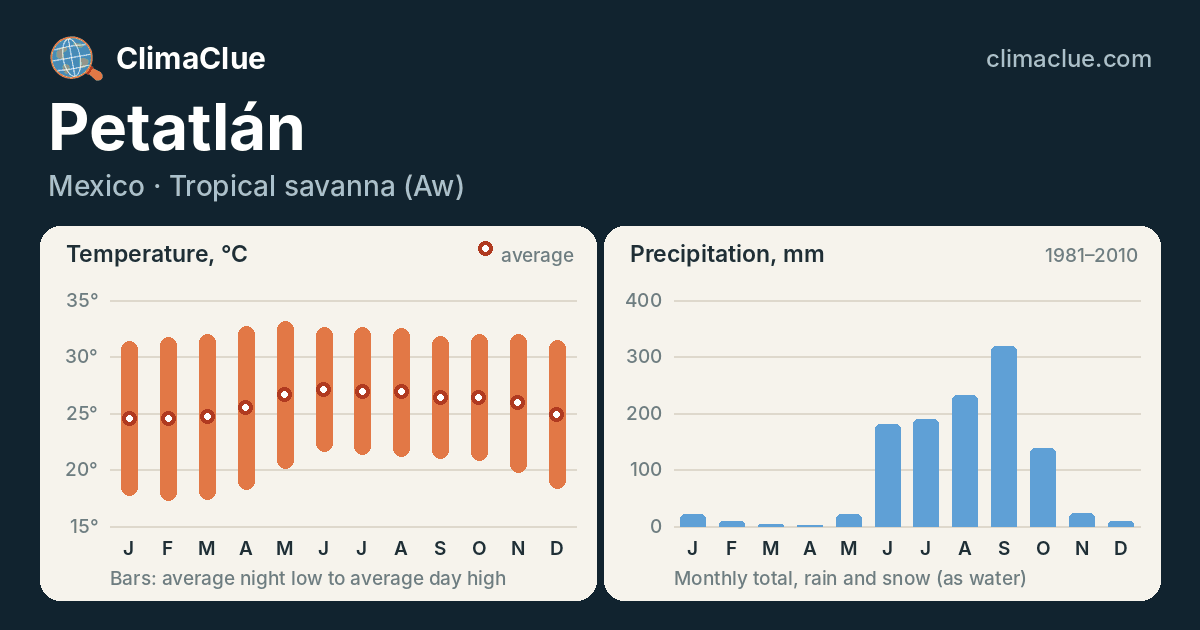 ClimaClue
climaclue.com
Petatlán
Mexico · Tropical savanna (Aw)
Temperature, °C
average
35°
30°
25°
20°
15°
J F M A M J J A S O N D
Bars: average night low to average day high
Precipitation, mm
1981–2010
400
300
200
100
0
J F M A M J J A S O N D
Monthly total, rain and snow (as water)